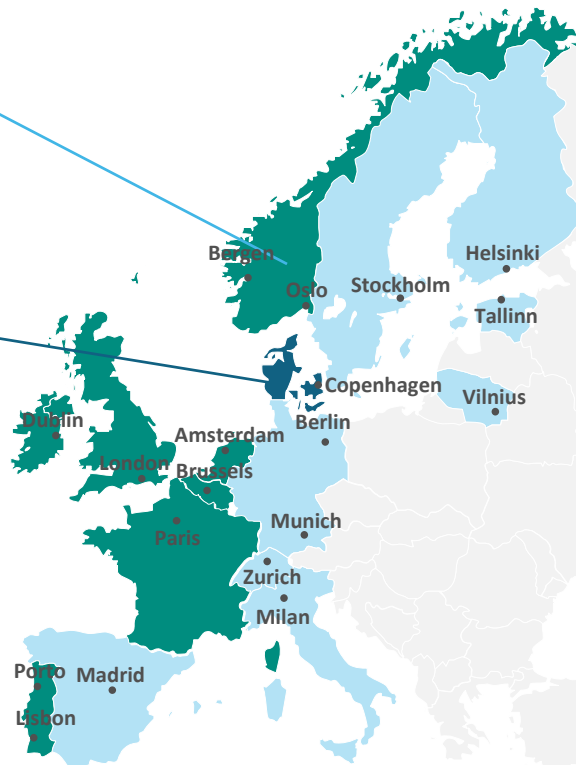 Bergen
Helsinki
Oslo
Stockholm
Tallinn
Copenhagen
Vilnius
Dublin
Amsterdam
Berlin
London
Brussels
Munich
Paris
Zurich
Milan
Porto
Madrid
Lisbon